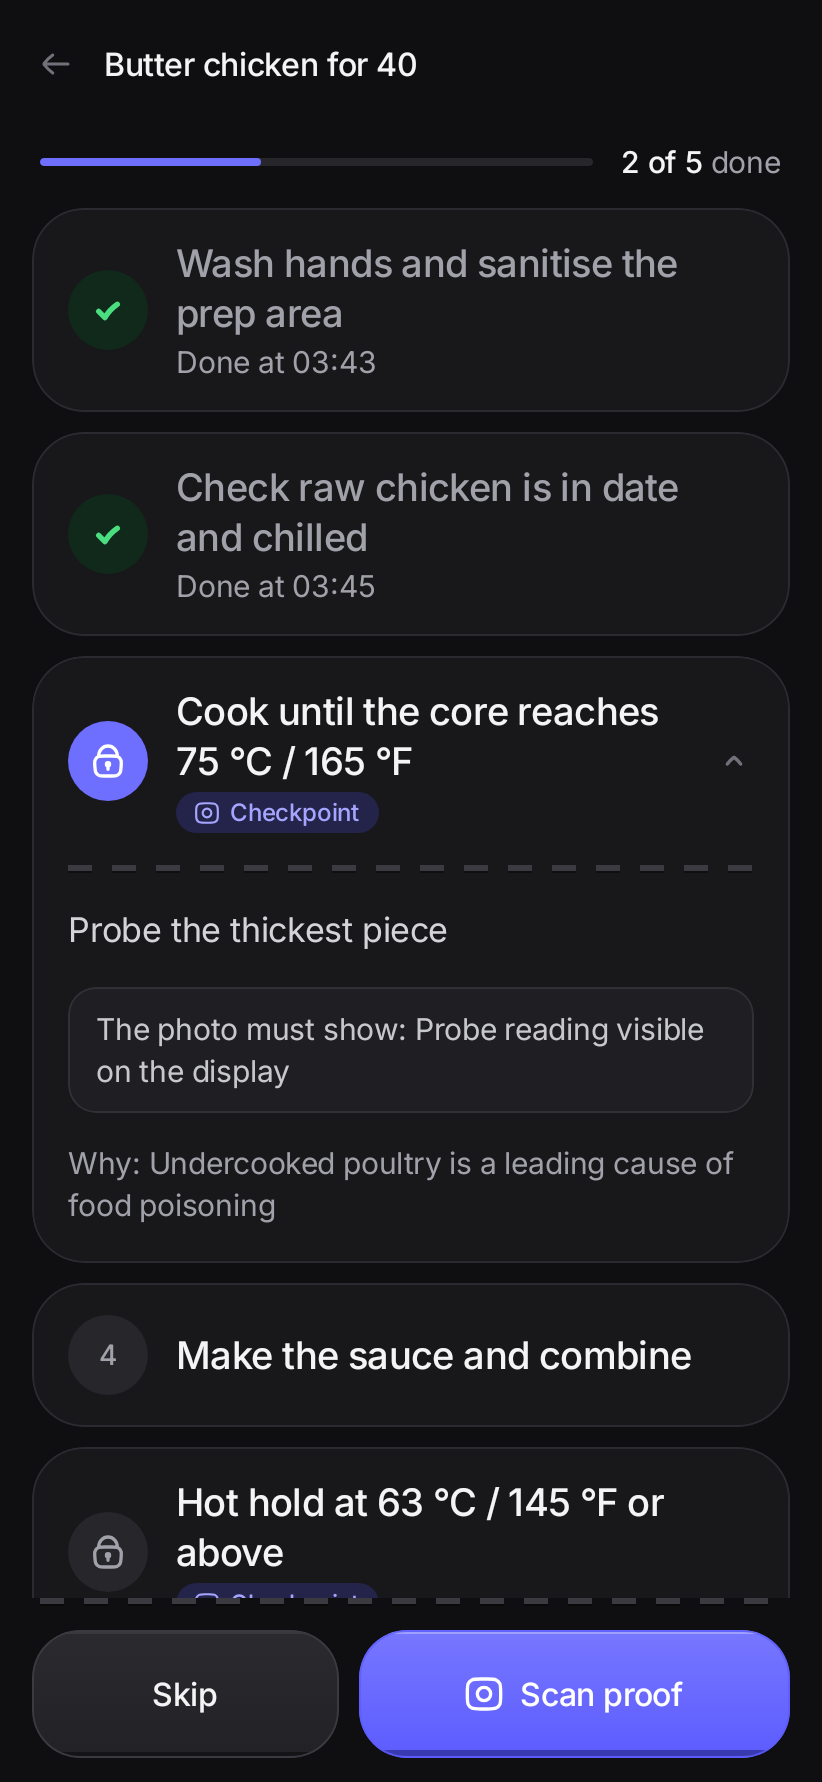 Butter chicken for 40
2 of 5 done
Wash hands and sanitise the
prep area
Done at 03:43
Check raw chicken is in date
and chilled
Done at 03:45
Cook until the core reaches
75 °C / 165 °F
Checkpoint
Probe the thickest piece
The photo must show: Probe reading visible
on the display
Why: Undercooked poultry is a leading cause of
food poisoning
4
Make the sauce and combine
Hot hold at 63 °C / 145 °F or
above
Skip
Scan proof